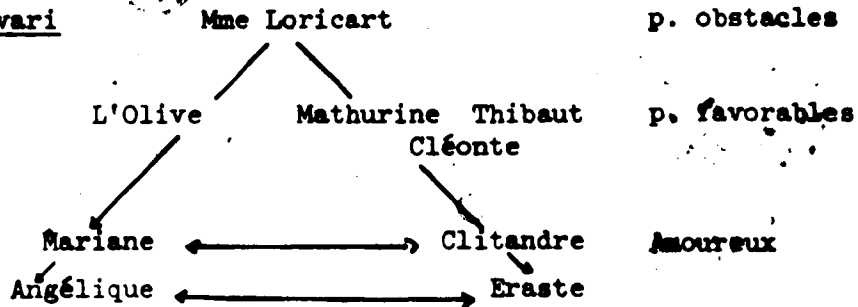 vari Mme Loricart p. obstacles
L'Olive Mathurine Thibaut p. favorables
Cléonte
Mariane Clitandre Amoureux
Angélique Eraste